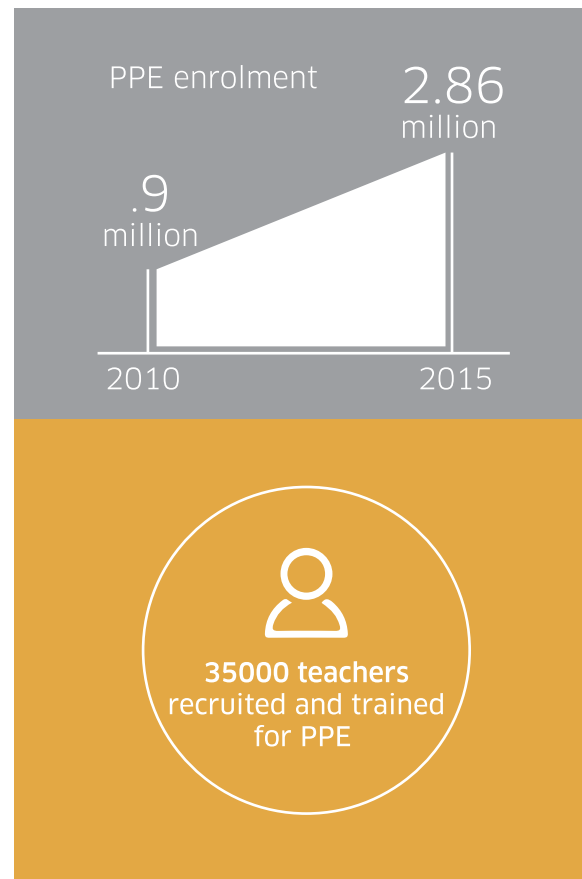 PPE enrolment
2.86
million
.9
million
2010
2015
35000 teachers
recruited and trained
for PPE